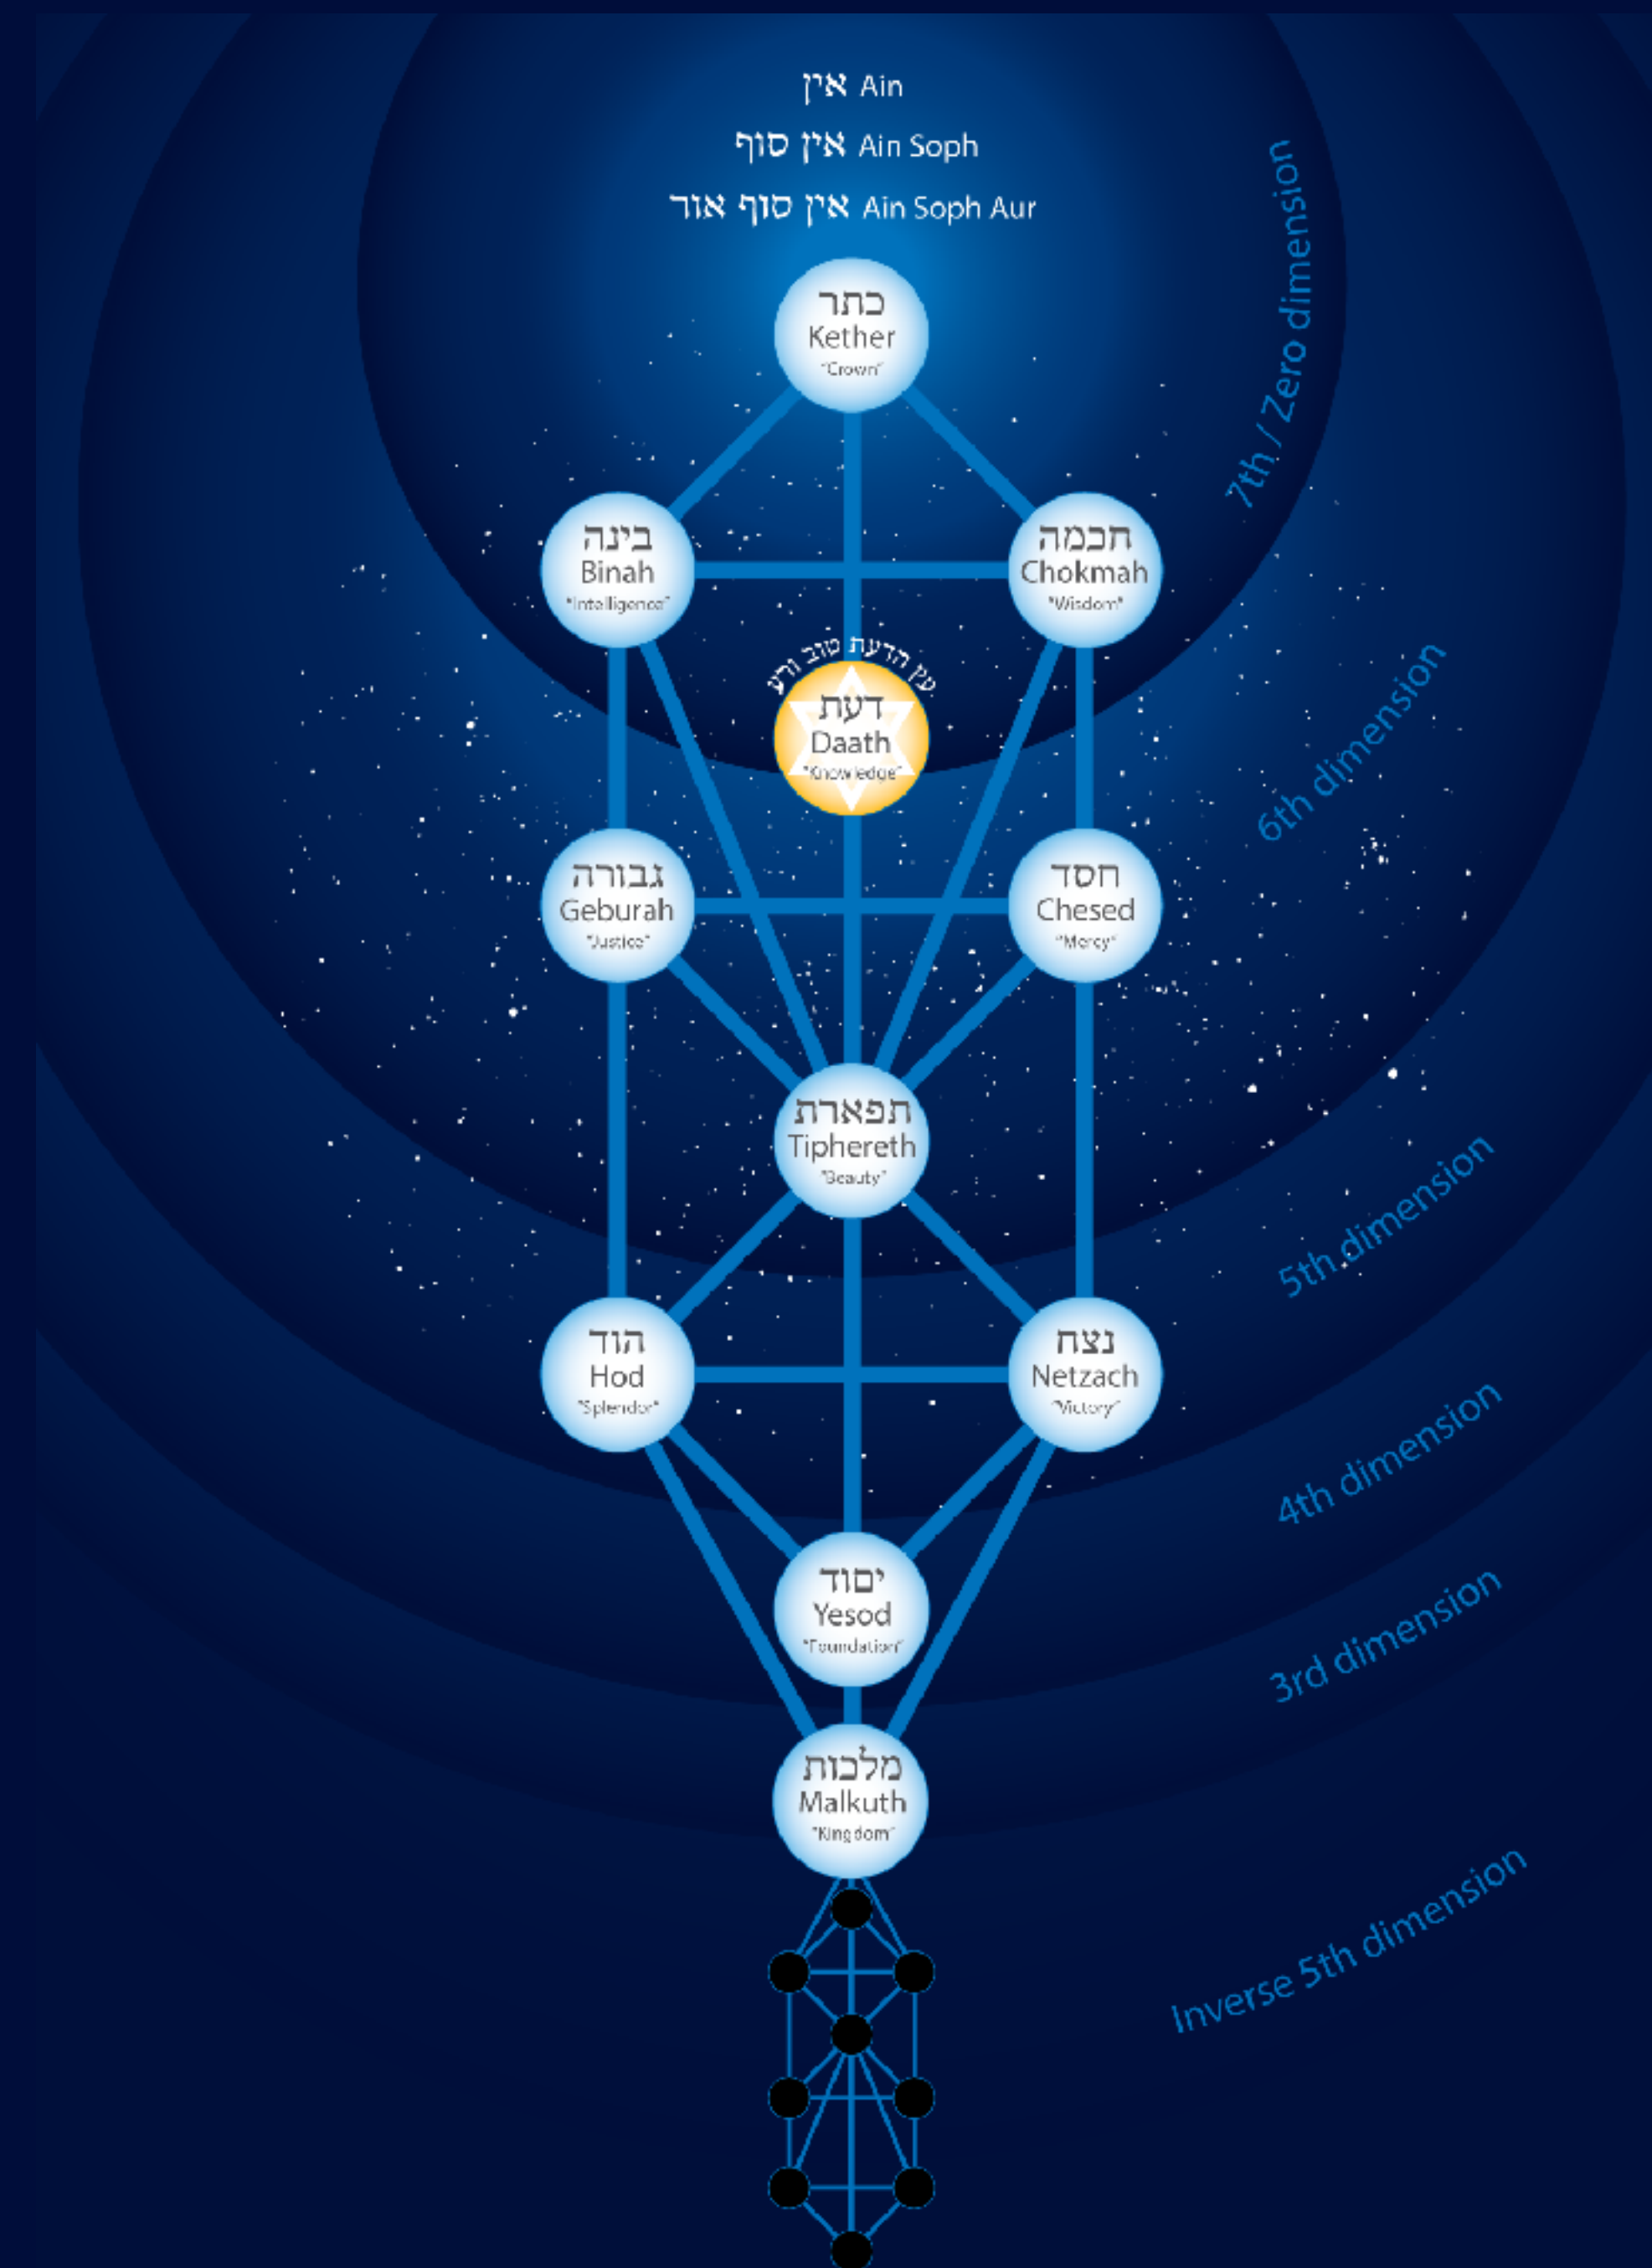 אין Ain
אין סוף Ain Soph
אין סוף אור Ain Soph Aur
7th / Zero dimension
כתר
Kether
"Crown"
בינה
Binah
"Intelligence"
חכמה
Chokmah
"Wisdom"
עץ הדעת טוב ורע
דעת
Daath
"Knowledge"
6th dimension
גבורה
Geburah
"Justice"
חסד
Chesed
"Mercy"
תפארת
Tiphereth
"Beauty"
5th dimension
הוד
Hod
"Splendor"
נצח
Netzach
"Victory"
4th dimension
יסוד
Yesod
"Foundation"
3rd dimension
מלכות
Malkuth
"Kingdom"
Inverse 5th dimension